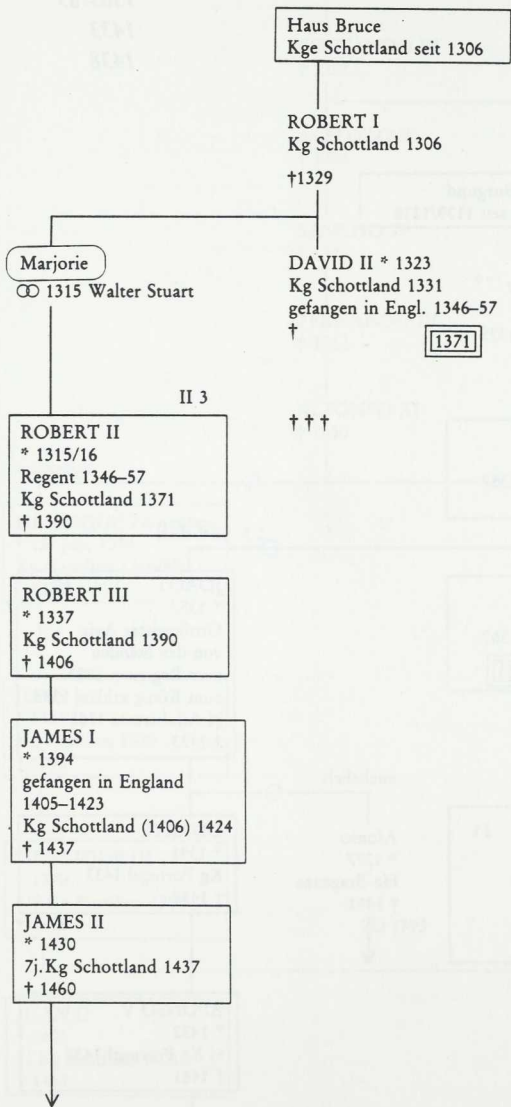 Haus Bruce
Kge Schottland seit 1306
ROBERT I
Kg Schottland 1306
†1329
Marjorie
⚭ 1315 Walter Stuart
DAVID II * 1323
Kg Schottland 1331
gefangen in Engl. 1346–57
†
1371
† † †
II 3
ROBERT II
* 1315/16
Regent 1346–57
Kg Schottland 1371
† 1390
ROBERT III
* 1337
Kg Schottland 1390
† 1406
JAMES I
* 1394
gefangen in England
1405–1423
Kg Schottland (1406) 1424
† 1437
JAMES II
* 1430
7j. Kg Schottland 1437
† 1460